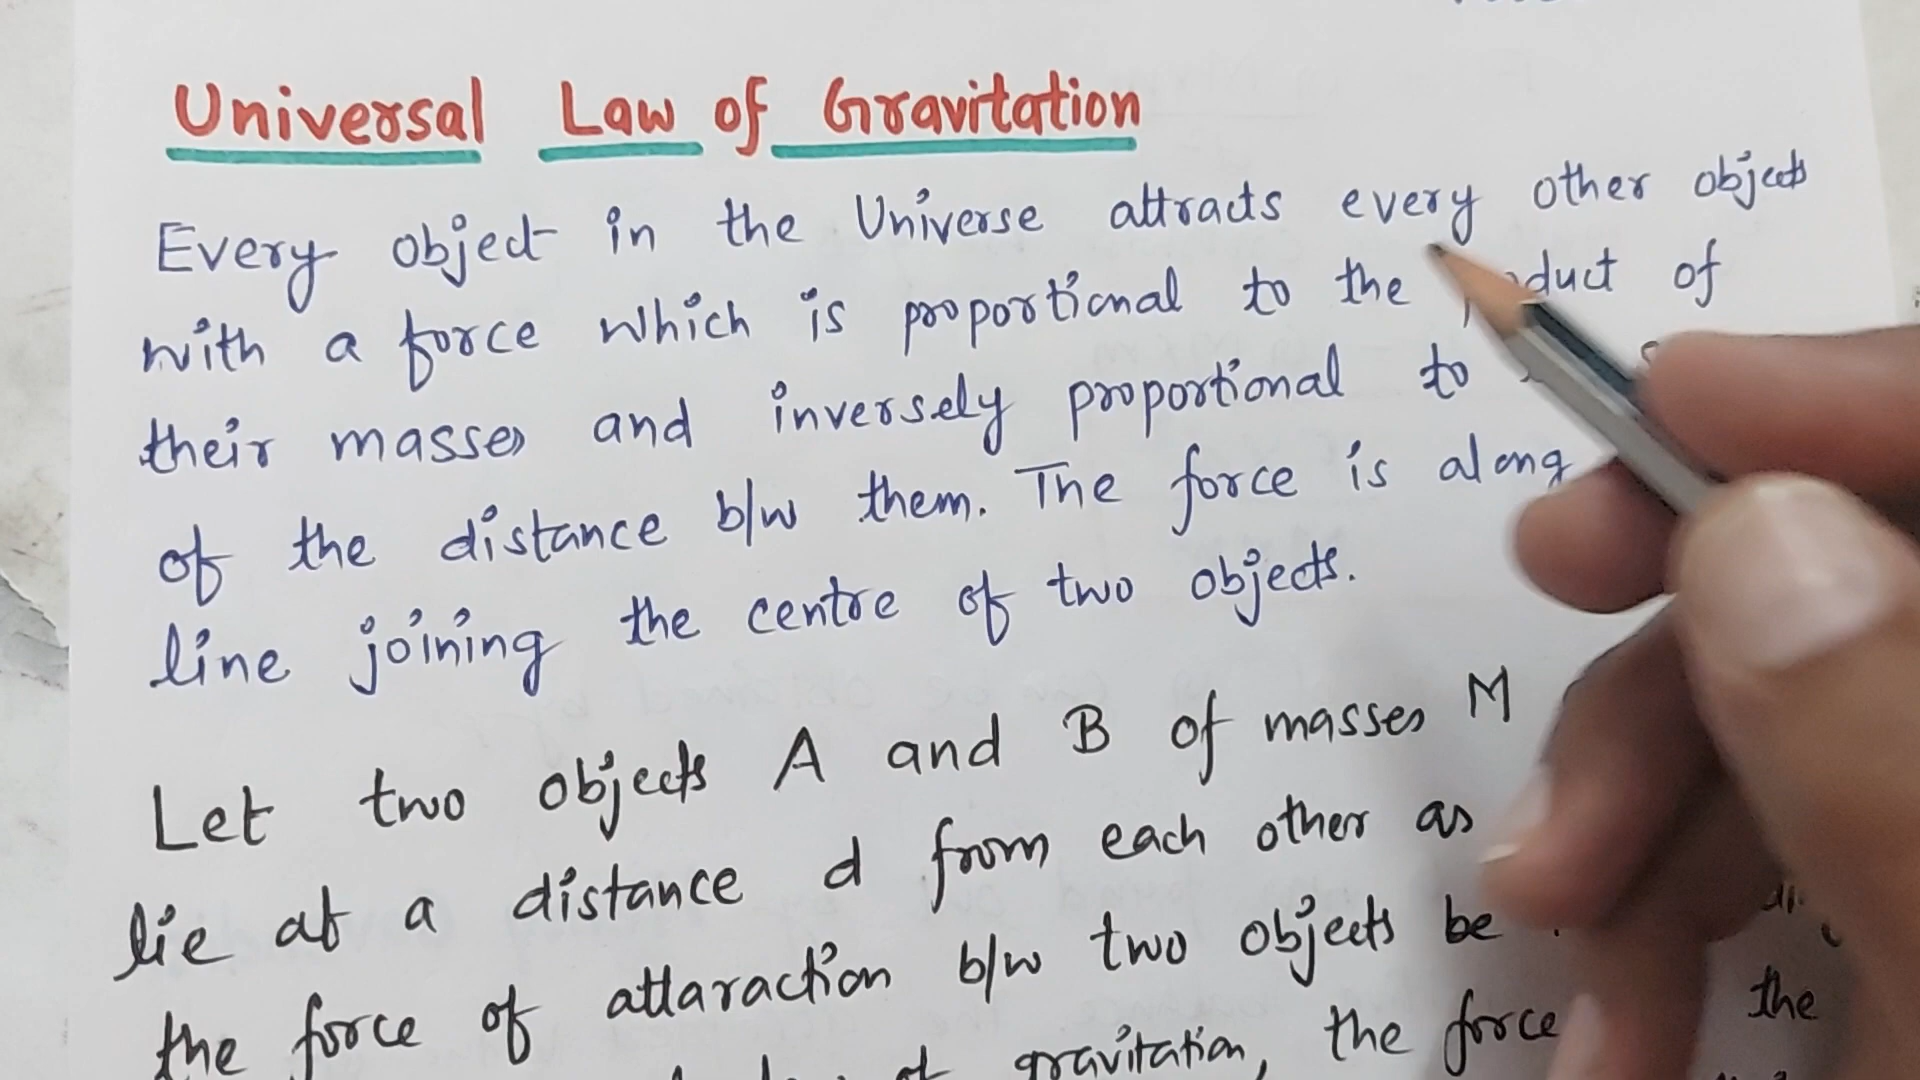 Universal Law of Gravitation
Every object in the Universe attracts every other objects
with a force which is proportional to the duct of
their masses and inversely proportional to
of the distance b/w them. The force is along
line joining the centre of two objects.
Let two objects A and B of masses M
lie at a distance d from each other as
the force of attaraction b/w two objects be
the
gravitation, the force